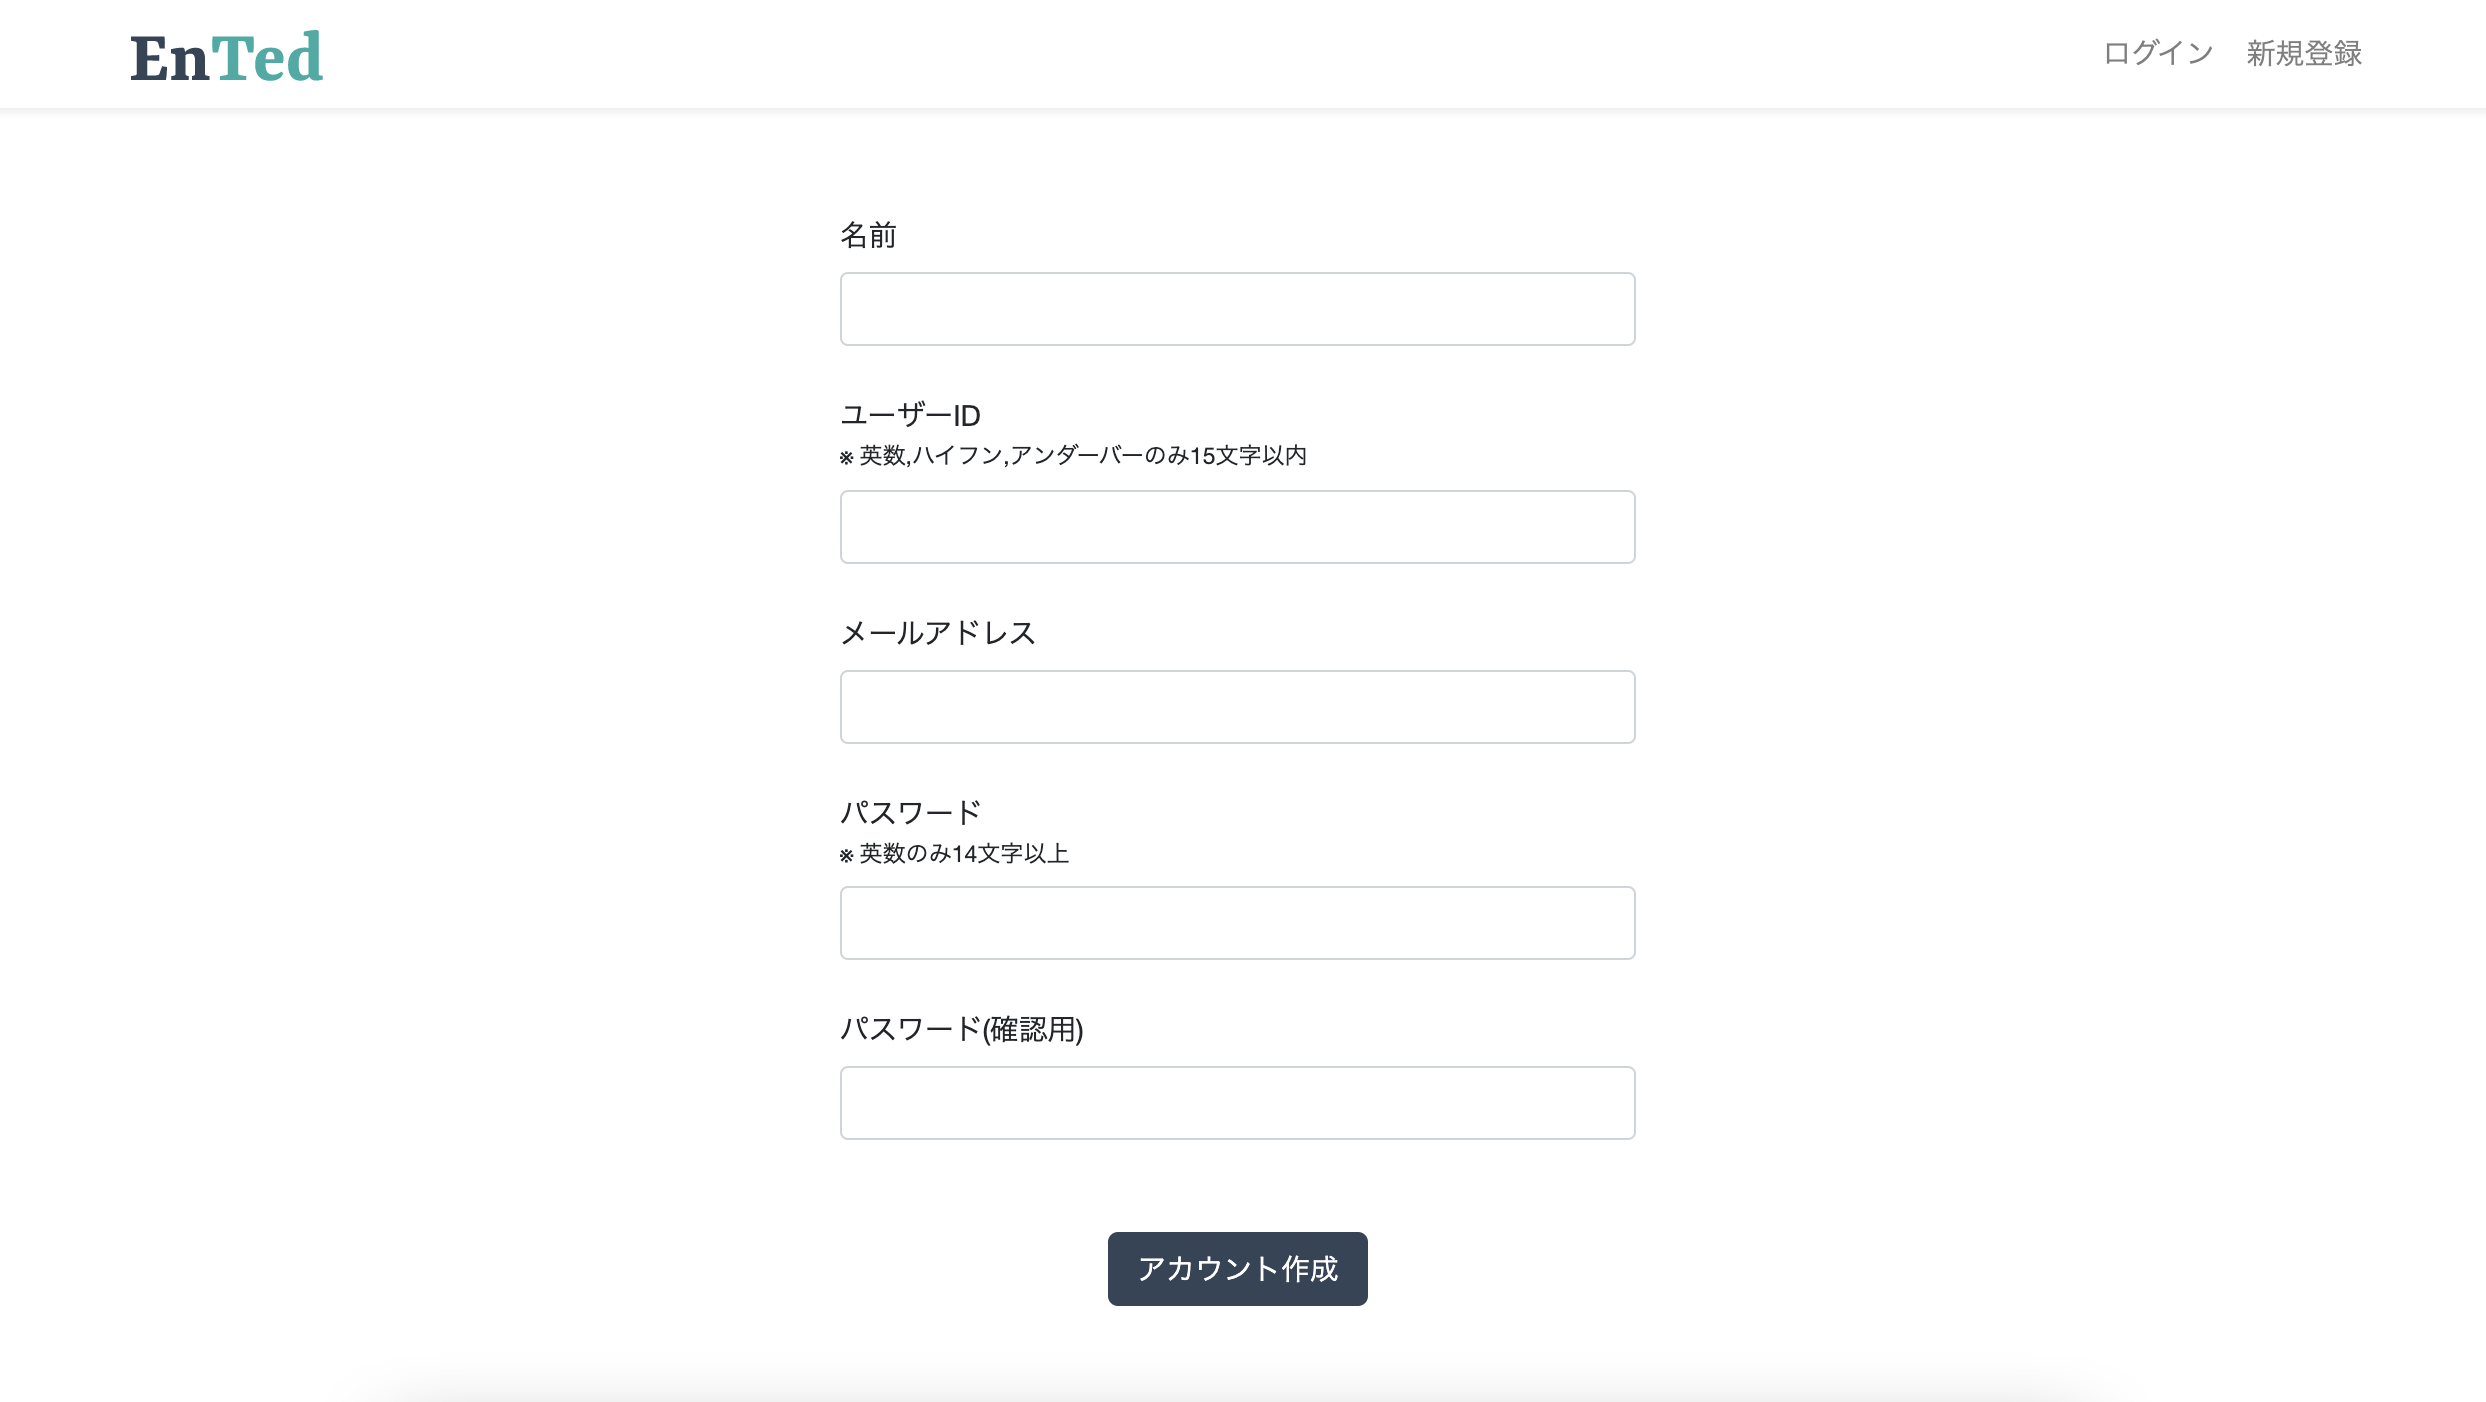 EnTed
ログイン 新規登録
名前
ユーザーID
※ 英数,ハイフン,アンダーバーのみ15文字以内
メールアドレス
パスワード
※ 英数のみ14文字以上
パスワード(確認用)
アカウント作成